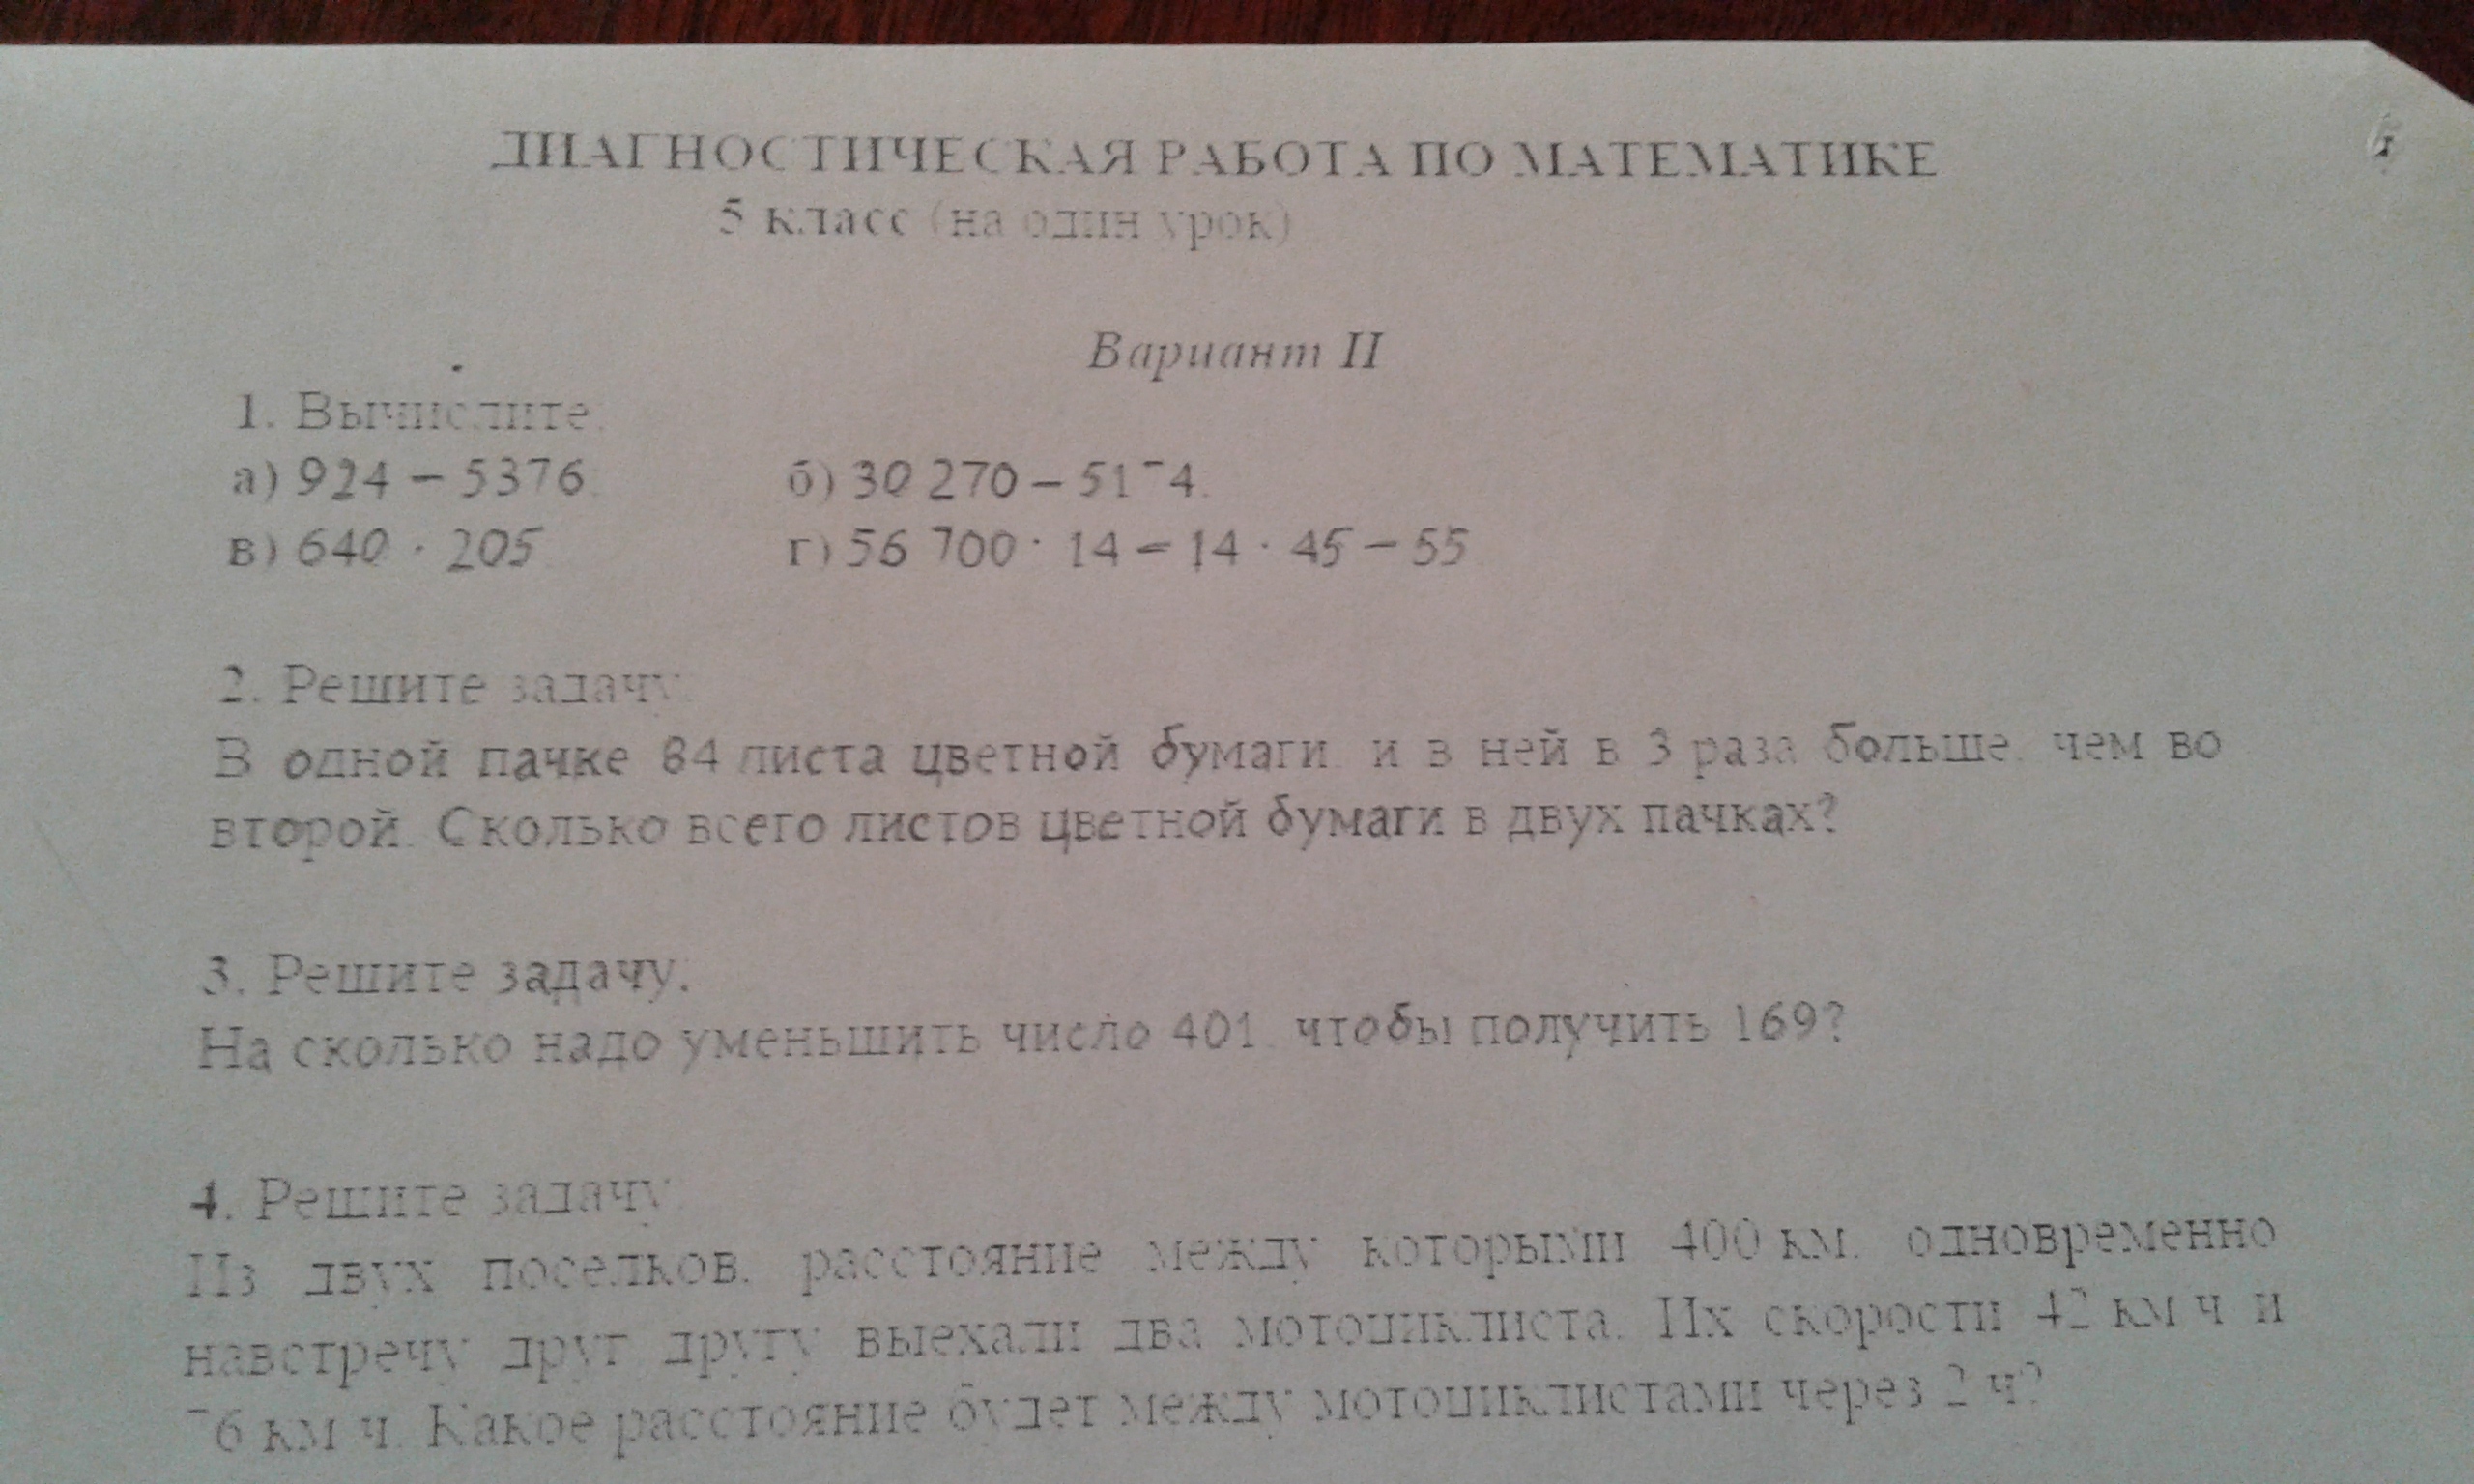 ДИАГНОСТИЧЕСКАЯ РАБОТА ПО МАТЕМАТИКЕ
5 класс (на один урок)
Вариант II
1. Вычислите:
а) 924 – 5376. б) 30 270 – 5174.
в) 640 · 205. г) 56 700 · 14 – 14 · 45 – 55
2. Решите задачу.
В одной пачке 84 листа цветной бумаги и в ней в 3 раза больше, чем во
второй. Сколько всего листов цветной бумаги в двух пачках?
3. Решите задачу:
На сколько надо уменьшить число 401, чтобы получить 169?
4. Решите задачу
Из двух поселков, расстояние между которыми 400 км, одновременно
навстречу друг другу выехали два мотоциклиста. Их скорости 42 км ч и
76 км ч. Какое расстояние будет между мотоциклистами через 2 ч?